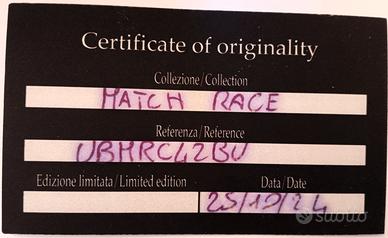 Certificate of originality
Collezione/Collection
MATCH RACE
Referenza/Reference
UBMRC42BU
Edizione limitata/Limited edition
Data/Date
25/10/24
subito